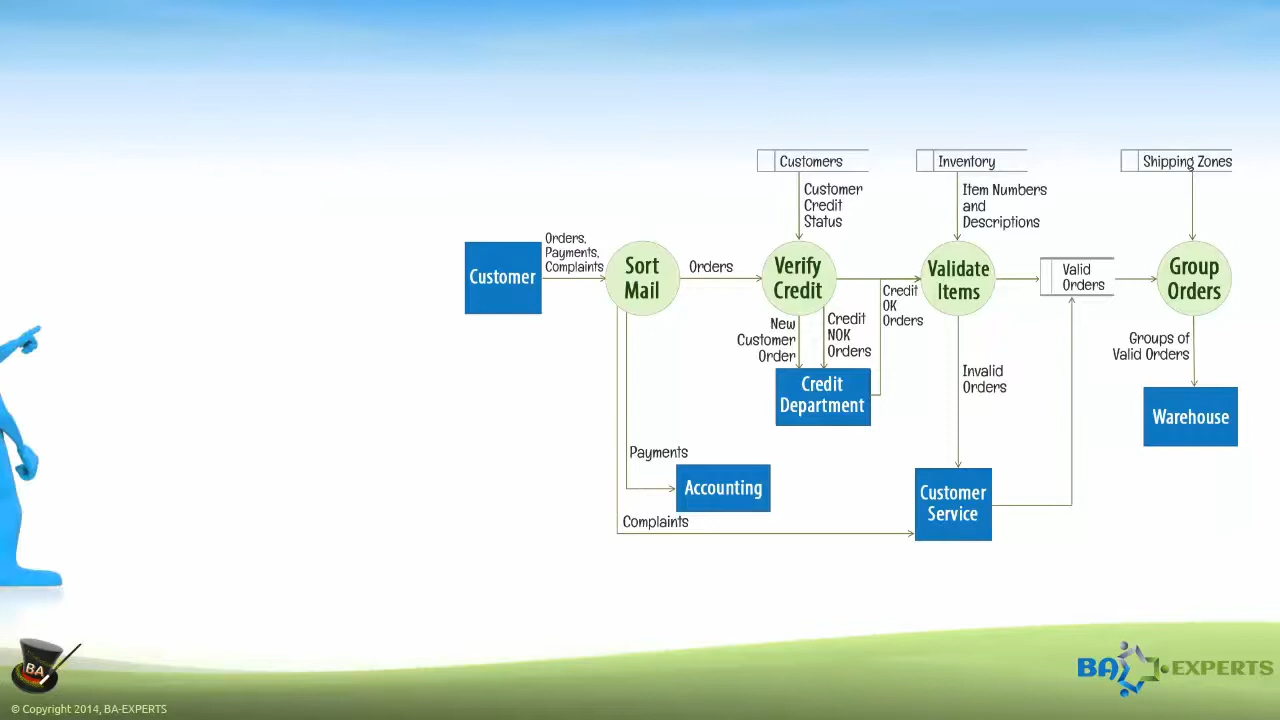 Customers
Inventory
Shipping Zones
Customer
Credit
Status
Item Numbers
and
Descriptions
Orders,
Payments,
Complaints
Customer
Sort
Mail
Orders
Verify
Credit
Credit
OK
Orders
Validate
Items
Valid
Orders
Group
Orders
New
Customer
Order
Credit
NOK
Orders
Groups of
Valid Orders
Credit
Department
Invalid
Orders
Warehouse
Payments
Accounting
Customer
Service
Complaints
BA
BA EXPERTS
© Copyright 2014, BA-EXPERTS